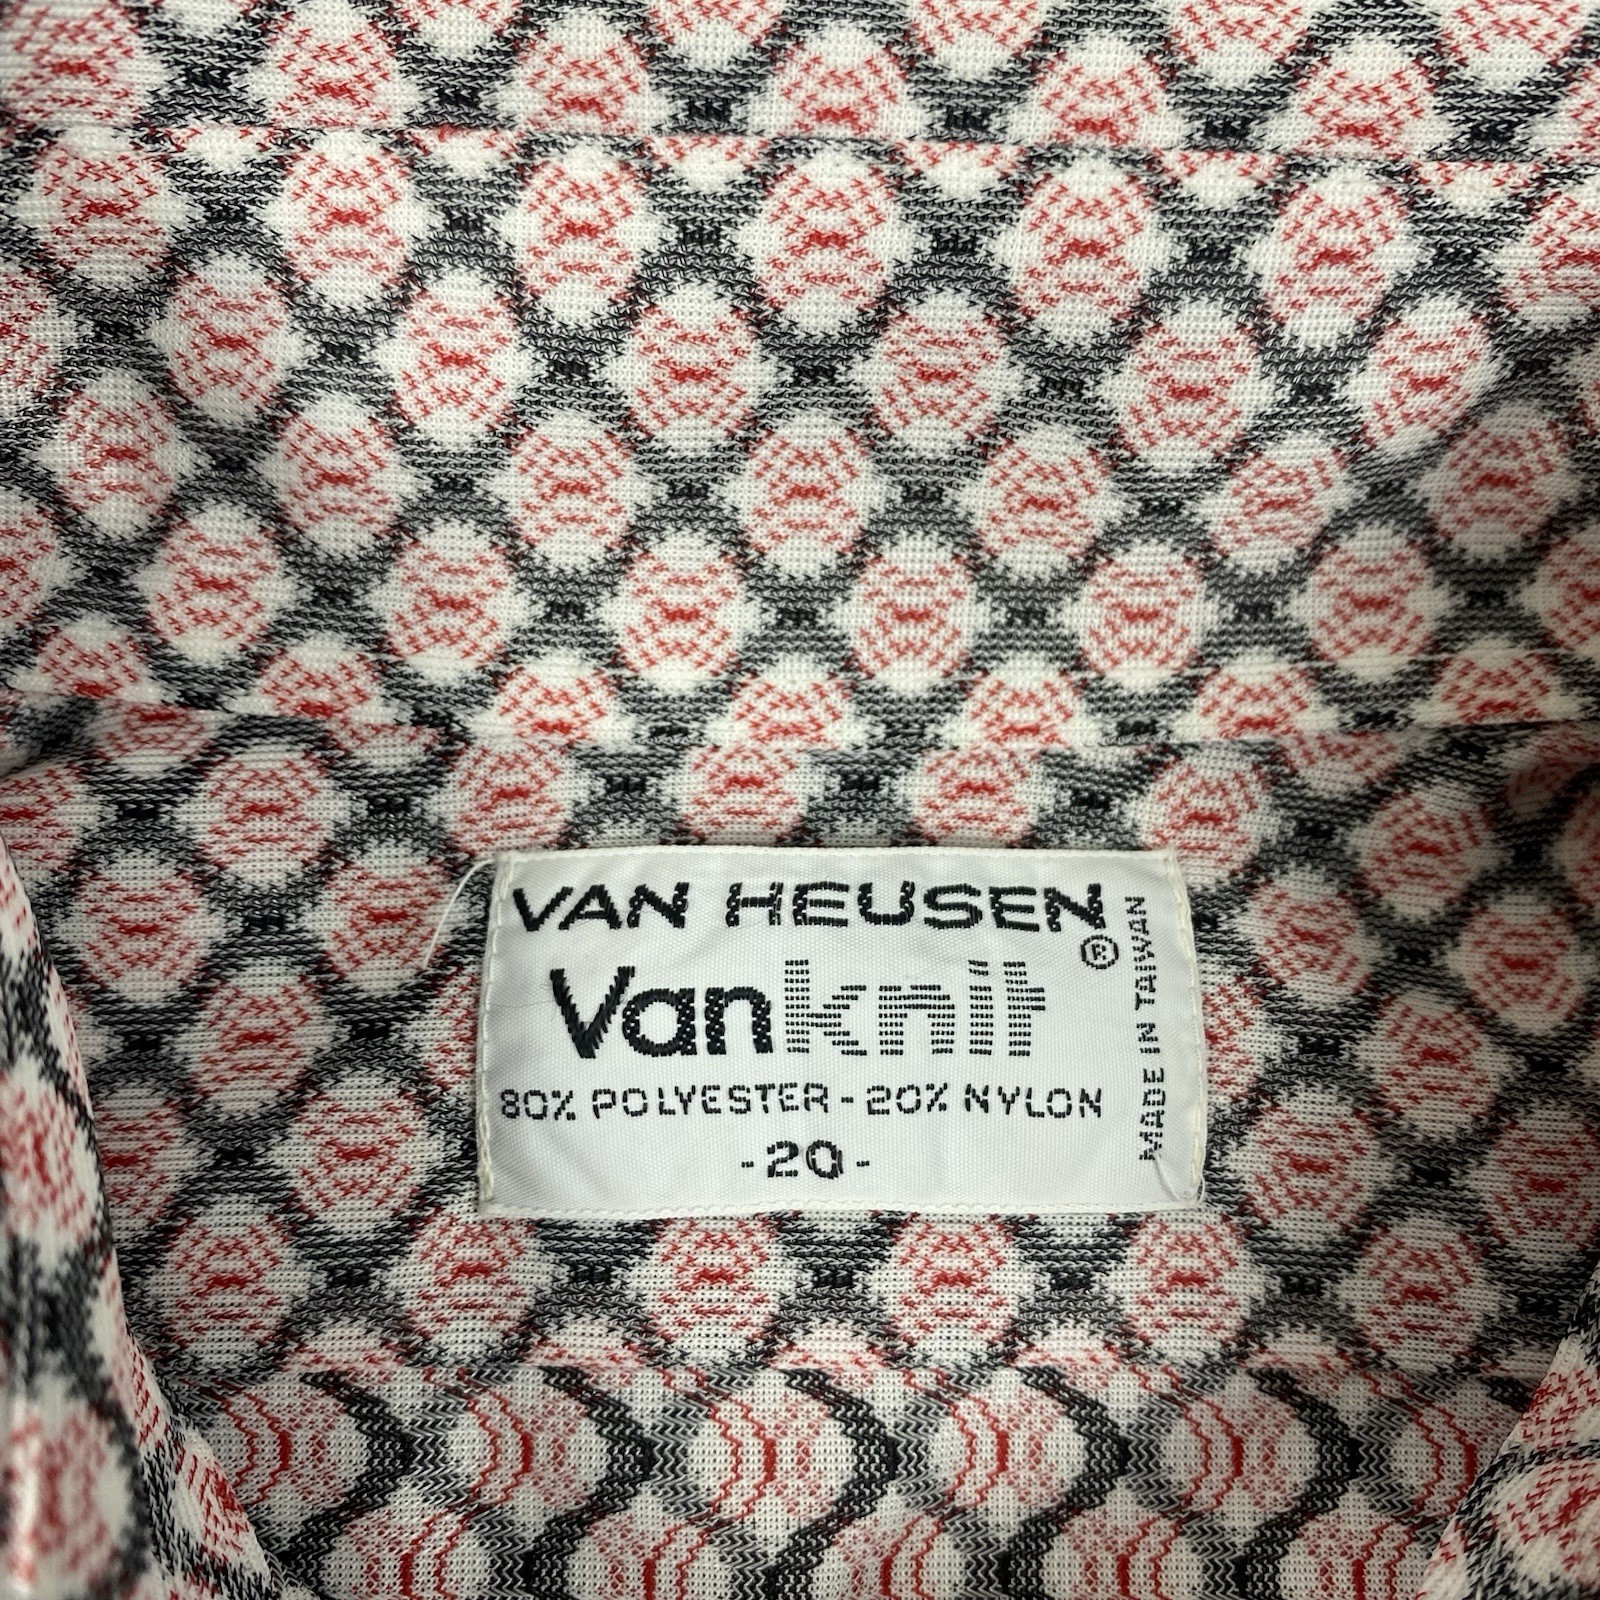 VAN HEUSEN
Vanknit ®
80% POLYESTER - 20% NYLON
- 20 -
MADE IN TAIWAN